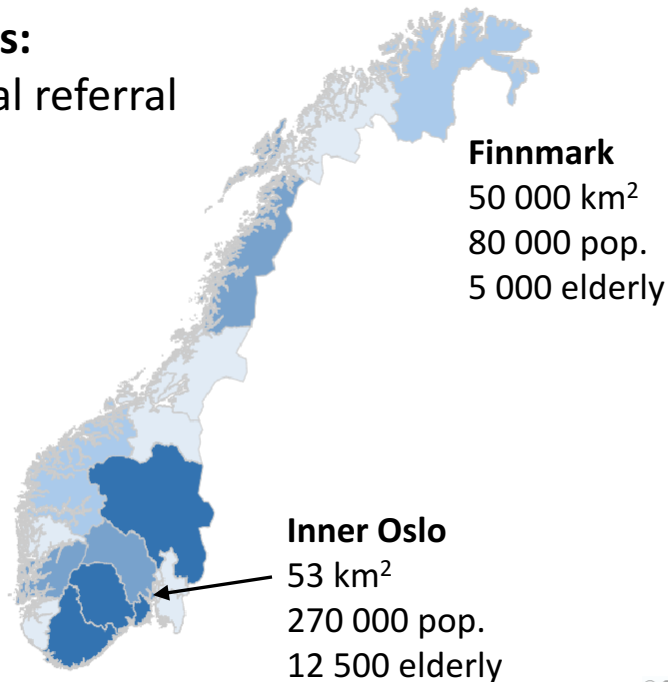 s:
al referral
Finnmark
50 000 km²
80 000 pop.
5 000 elderly
Inner Oslo
53 km²
270 000 pop.
12 500 elderly